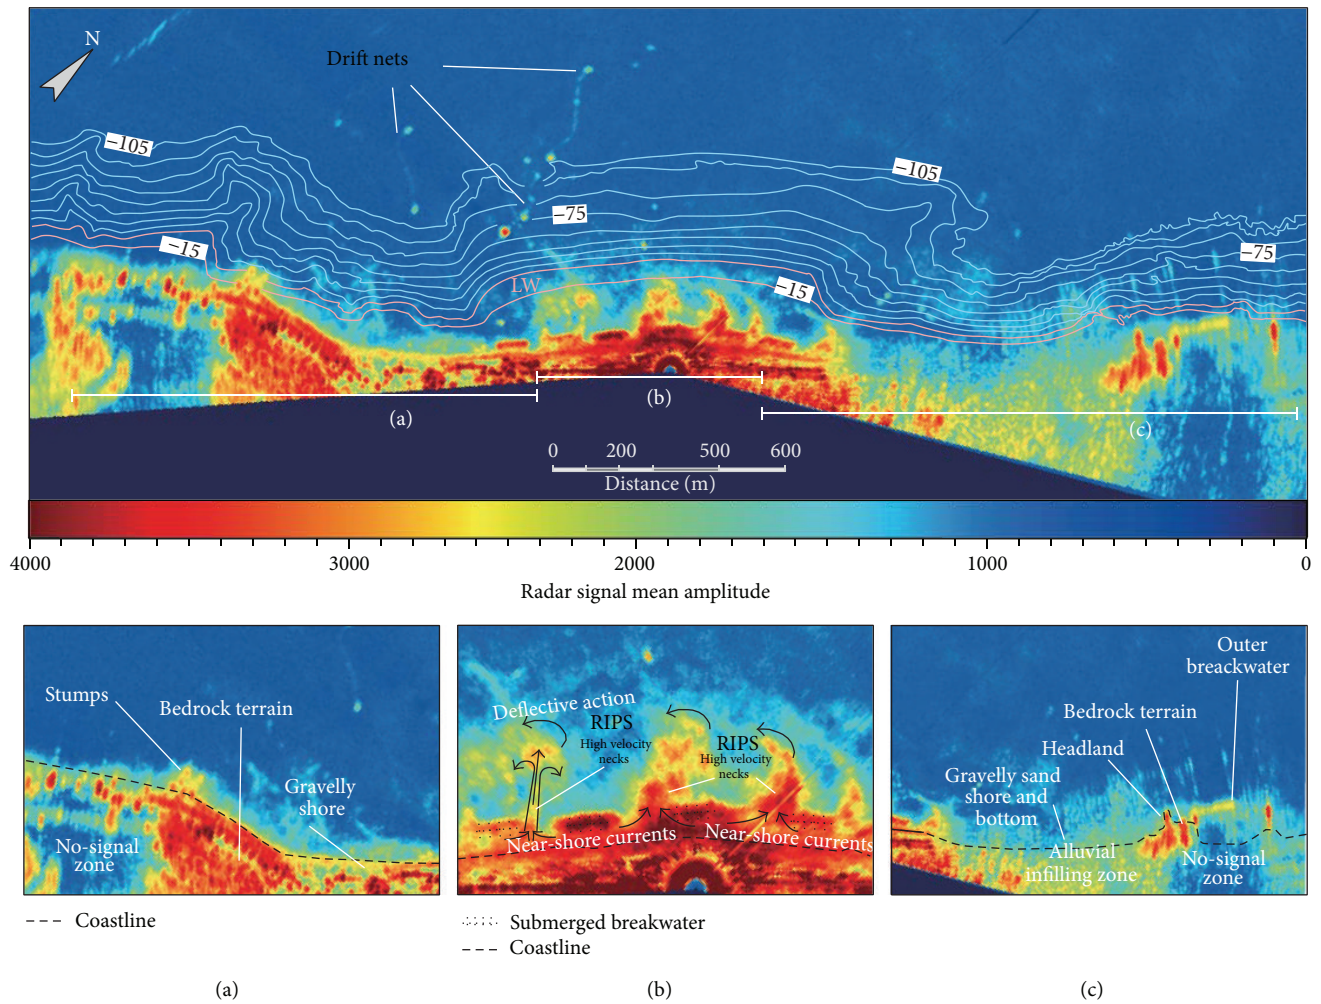 N
Drift nets
−105
−105
−75
−75
−15
LW
−15
(a)
(b)
(c)
0 200 500 600
Distance (m)
4000 3000 2000 1000 0
Radar signal mean amplitude
Stumps
Bedrock terrain
Gravelly
shore
No-signal
zone
Deflective action
RIPS
High velocity
necks
RIPS
High velocity
necks
Near-shore currents
Near-shore currents
Outer
breackwater
Bedrock terrain
Headland
Gravelly sand
shore and
bottom
Alluvial
infilling zone
No-signal
zone
Coastline
Submerged breakwater
Coastline
(a)
(b)
(c)